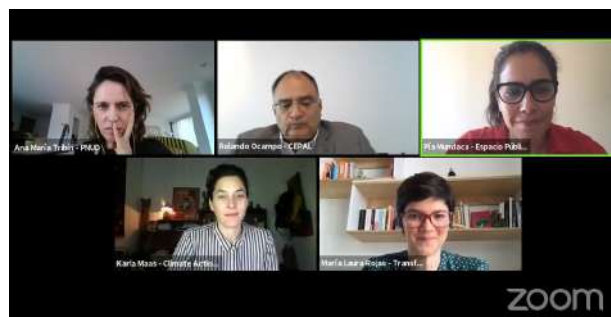 Ana María Tribin - PNUD
Rolando Ocampo - CEPAL
Pía Mundaca - Espacio Públi...
Karla Maas - Climate Actio...
María Laura Rojas - Transf...
zoom